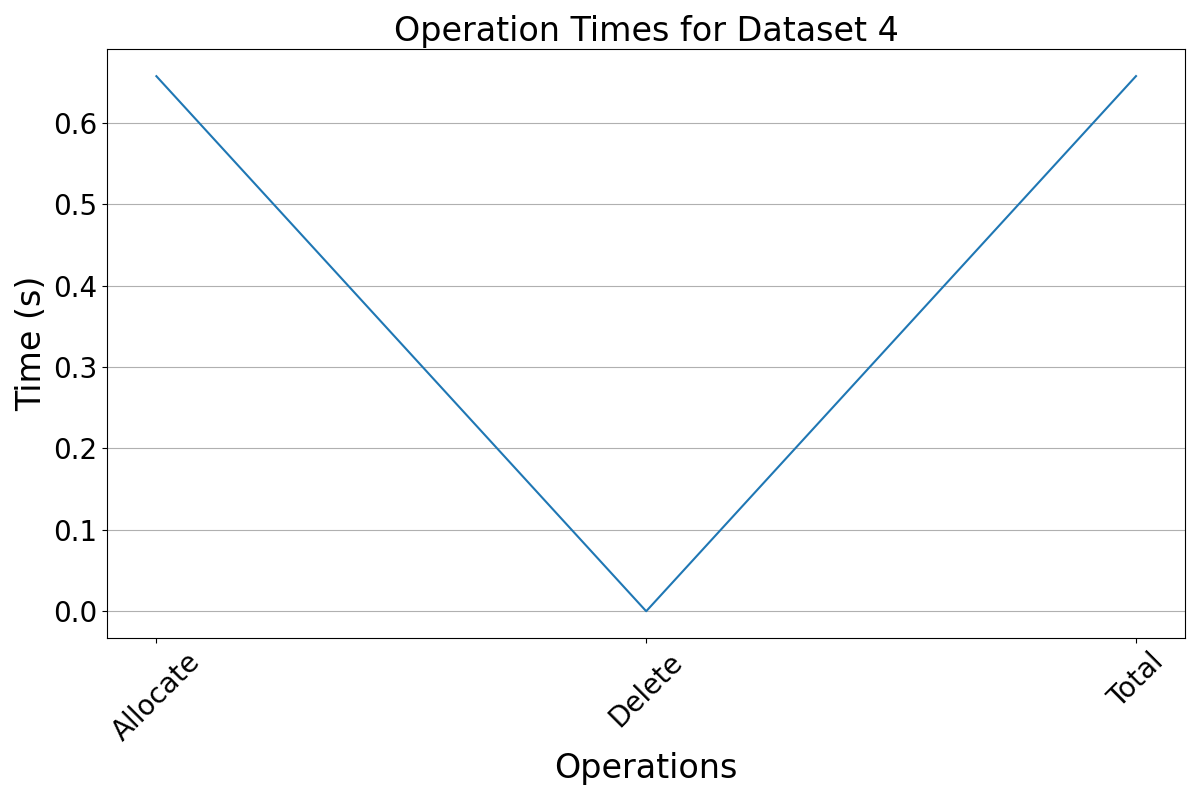 Operation Times for Dataset 4
Time (s)
0.6
0.5
0.4
0.3
0.2
0.1
0.0
Allocate
Delete
Total
Operations